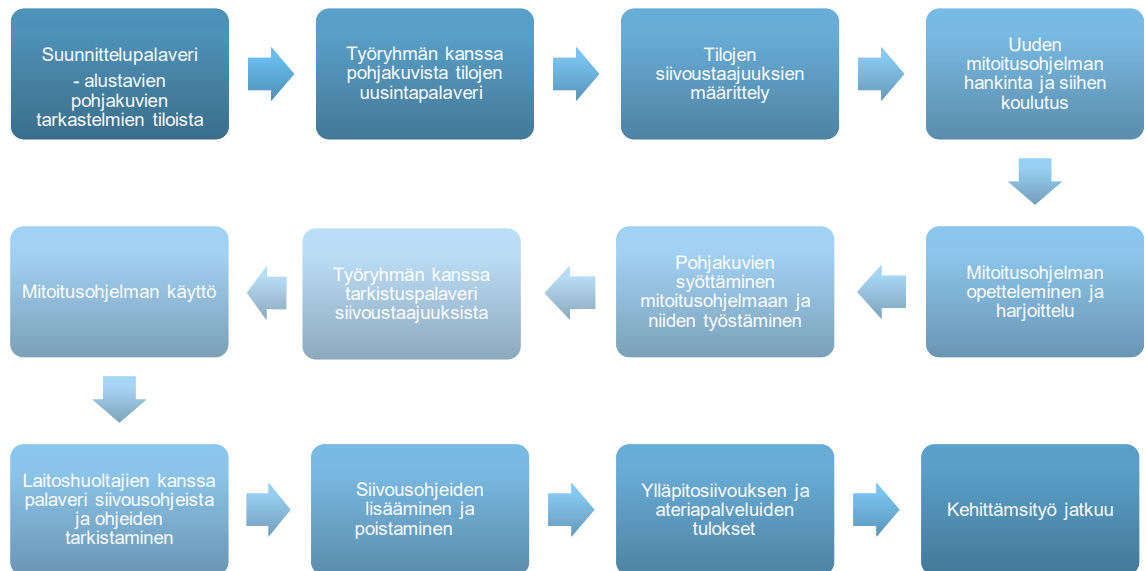 Suunnittelupalaveri
- alustavien
pohjakuvien
tarkastelmien tiloista
Työryhmän kanssa
pohjakuvista tilojen
uusintapalaveri
Tilojen
siivoustaajuuksien
määrittely
Uuden
mitoitusohjelman
hankinta ja siihen
koulutus
Mitoitusohjelman
opetteleminen ja
harjoittelu
Pohjakuvien
syöttäminen
mitoitusohjelmaan ja
niiden työstäminen
Työryhmän kanssa
tarkistuspalaveri
siivoustaajuuksista
Mitoitusohjelman käyttö
Laitoshuoltajien kanssa
palaveri siivousohjeista
ja ohjeiden
tarkistaminen
Siivousohjeiden
lisääminen ja
poistaminen
Ylläpitosiivouksen ja
ateriapalveluiden
tulokset
Kehittämsityö jatkuu